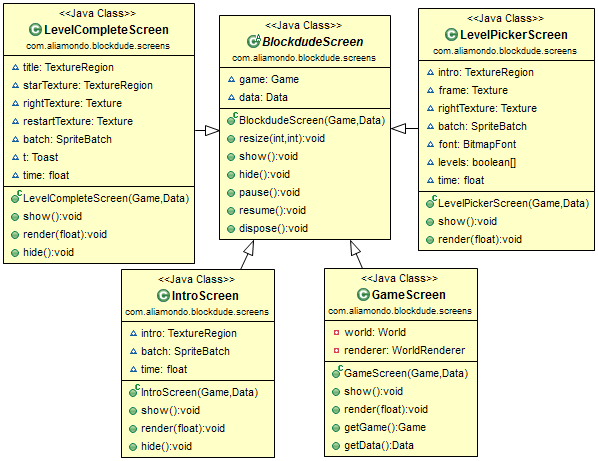 <<Java Class>>
LevelCompleteScreen
com.aliamondo.blockdude.screens
title: TextureRegion
starTexture: TextureRegion
rightTexture: Texture
restartTexture: Texture
batch: SpriteBatch
t: Toast
time: float
LevelCompleteScreen(Game,Data)
show():void
render(float):void
hide():void
<<Java Class>>
BlockdudeScreen
com.aliamondo.blockdude.screens
game: Game
data: Data
BlockdudeScreen(Game,Data)
resize(int,int):void
show():void
hide():void
pause():void
resume():void
dispose():void
<<Java Class>>
LevelPickerScreen
com.aliamondo.blockdude.screens
intro: TextureRegion
frame: Texture
rightTexture: Texture
batch: SpriteBatch
font: BitmapFont
levels: boolean[]
time: float
LevelPickerScreen(Game,Data)
show():void
render(float):void
<<Java Class>>
IntroScreen
com.aliamondo.blockdude.screens
intro: TextureRegion
batch: SpriteBatch
time: float
IntroScreen(Game,Data)
show():void
render(float):void
hide():void
<<Java Class>>
GameScreen
com.aliamondo.blockdude.screens
world: World
renderer: WorldRenderer
GameScreen(Game,Data)
show():void
render(float):void
getGame():Game
getData():Data